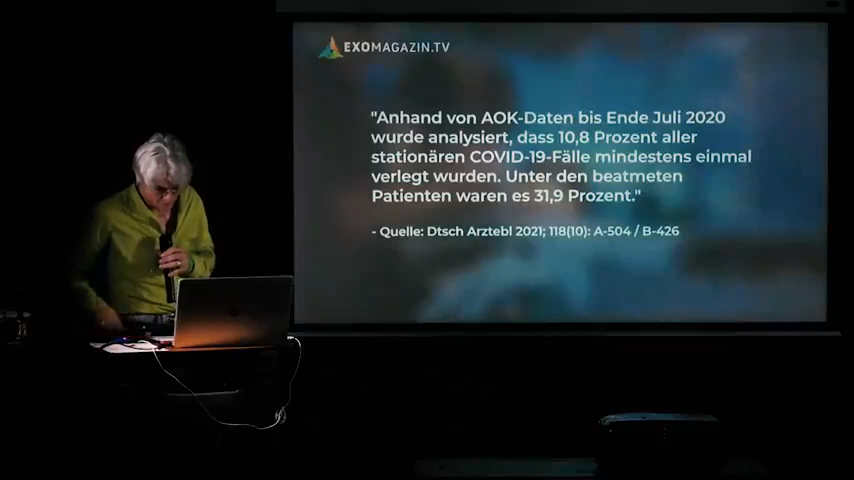 EXOMAGAZIN.TV
"Anhand von AOK-Daten bis Ende Juli 2020
wurde analysiert, dass 10,8 Prozent aller
stationären COVID-19-Fälle mindestens einmal
verlegt wurden. Unter den beatmeten
Patienten waren es 31,9 Prozent."
- Quelle: Dtsch Arztebl 2021; 118(10): A-504 / B-426